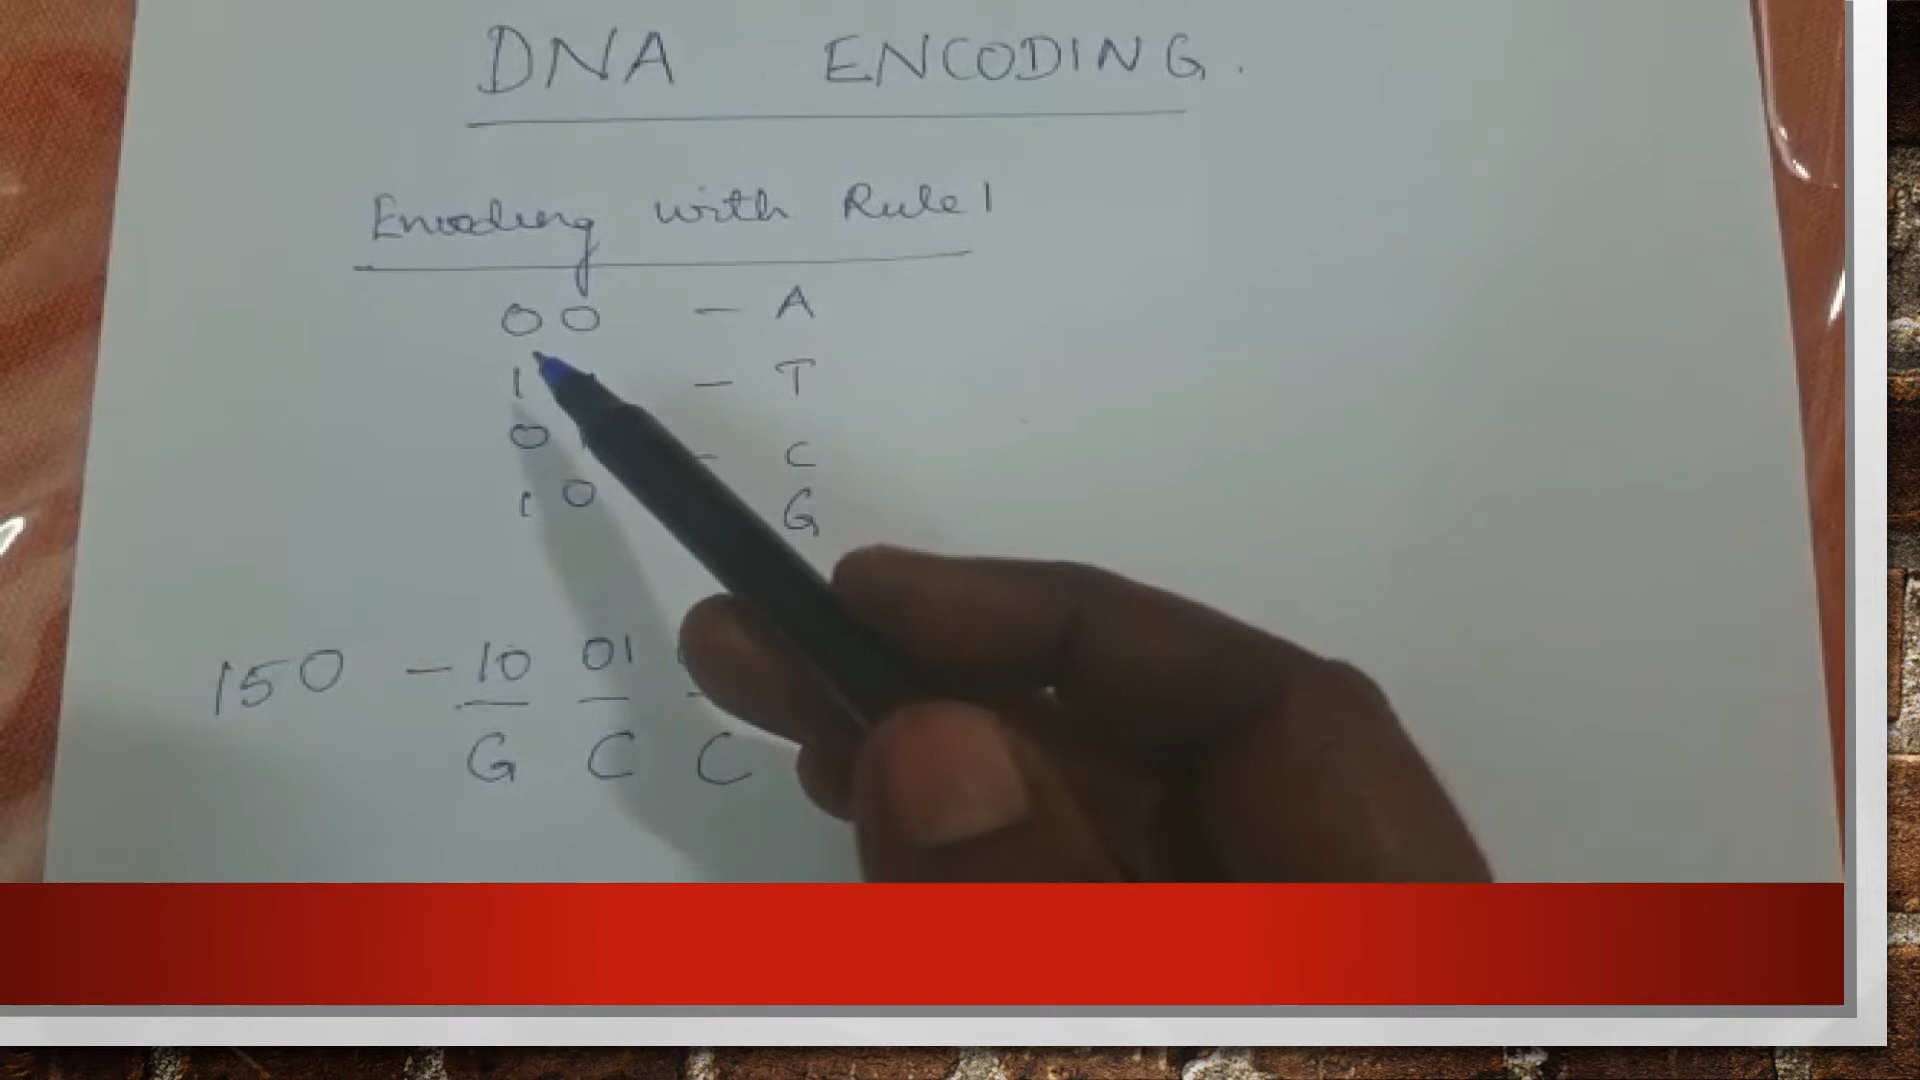 DNA ENCODING.
Encoding with Rule 1
00 - A
1 - T
0 - C
10 G
150 - 10 01
G C C